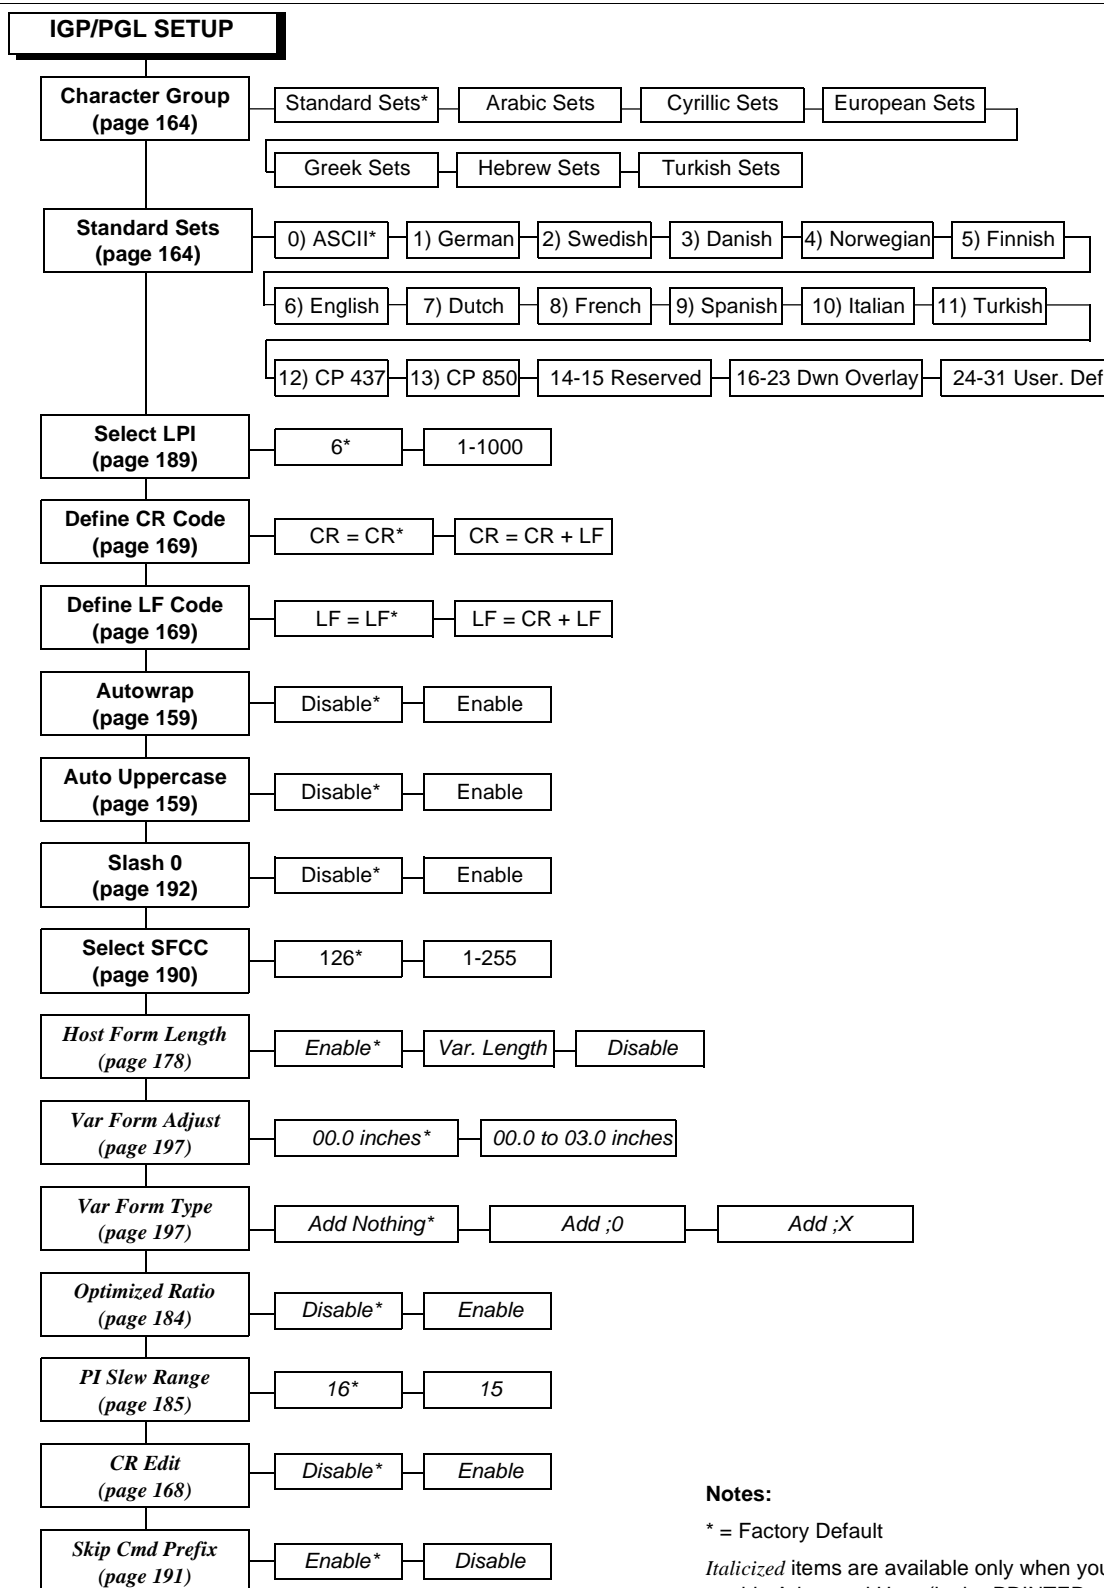 IGP/PGL SETUP
Character Group
(page 164)
Standard Sets*
Arabic Sets
Cyrillic Sets
European Sets
Greek Sets
Hebrew Sets
Turkish Sets
Standard Sets
(page 164)
0) ASCII*
1) German
2) Swedish
3) Danish
4) Norwegian
5) Finnish
6) English
7) Dutch
8) French
9) Spanish
10) Italian
11) Turkish
12) CP 437
13) CP 850
14-15 Reserved
16-23 Dwn Overlay
24-31 User. Def
Select LPI
(page 189)
6*
1-1000
Define CR Code
(page 169)
CR = CR*
CR = CR + LF
Define LF Code
(page 169)
LF = LF*
LF = CR + LF
Autowrap
(page 159)
Disable*
Enable
Auto Uppercase
(page 159)
Disable*
Enable
Slash 0
(page 192)
Disable*
Enable
Select SFCC
(page 190)
126*
1-255
Host Form Length
(page 178)
Enable*
Var. Length
Disable
Var Form Adjust
(page 197)
00.0 inches*
00.0 to 03.0 inches
Var Form Type
(page 197)
Add Nothing*
Add ;0
Add ;X
Optimized Ratio
(page 184)
Disable*
Enable
PI Slew Range
(page 185)
16*
15
CR Edit
(page 168)
Disable*
Enable
Skip Cmd Prefix
(page 191)
Enable*
Disable
Notes:
* = Factory Default
Italicized items are available only when you